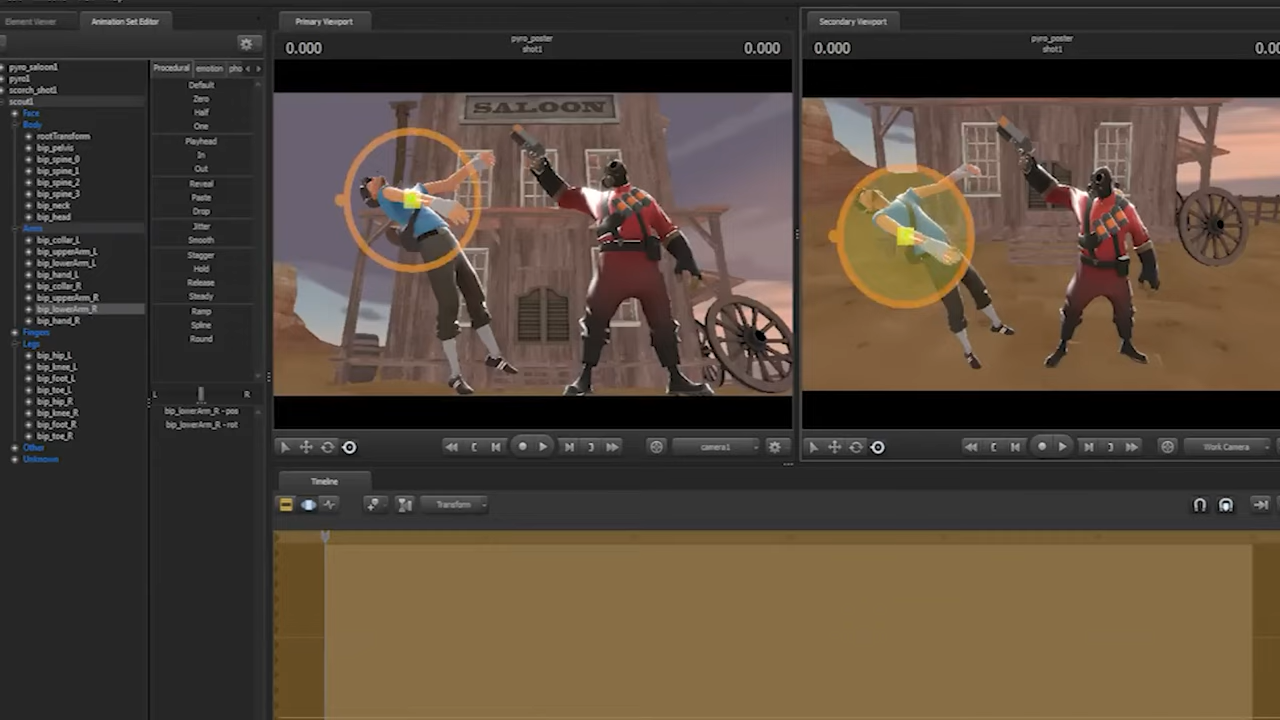 Element Viewer
Animation Set Editor
pyro_saloon1
pyro1
scorch_shot1
scout1
Face
Body
rootTransform
bip_pelvis
bip_spine_0
bip_spine_1
bip_spine_2
bip_spine_3
bip_neck
bip_head
Arms
bip_collar_L
bip_upperArm_L
bip_lowerArm_L
bip_hand_L
bip_collar_R
bip_upperArm_R
bip_lowerArm_R
bip_hand_R
Fingers
Legs
bip_hip_L
bip_knee_L
bip_foot_L
bip_toe_L
bip_hip_R
bip_knee_R
bip_foot_R
bip_toe_R
Other
Unknown
Procedural emotion pho
Default
Zero
Half
One
Playhead
In
Out
Reveal
Paste
Drop
Jitter
Smooth
Stagger
Hold
Release
Steady
Ramp
Spline
Round
L R
bip_lowerArm_R - pos
bip_lowerArm_R - rot
Primary Viewport
0.000
pyro_poster
shot1
0.000
SALOON
camera1
Secondary Viewport
0.000
pyro_poster
shot1
0.00
Work Camera
Timeline
Transform